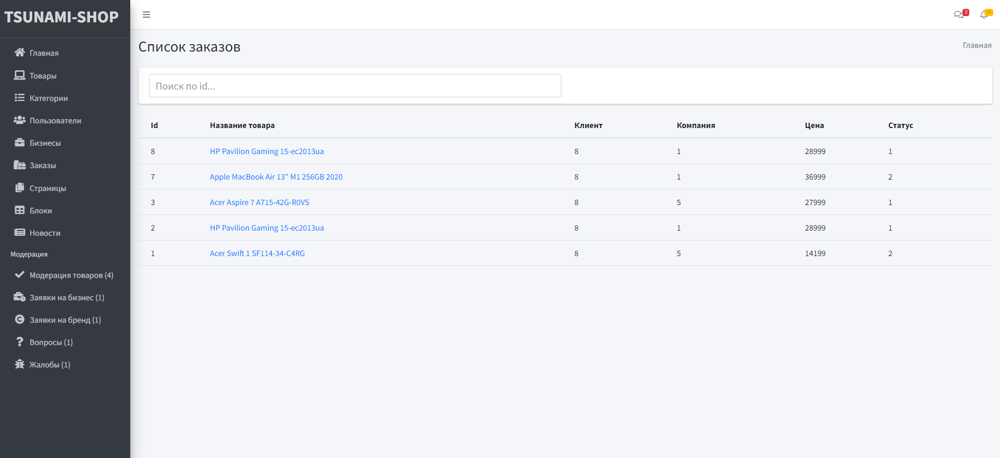 TSUNAMI-SHOP
3
15
Главная
Товары
Категории
Пользователи
Бизнесы
Заказы
Страницы
Блоки
Новости
Модерация
Модерация товаров (4)
Заявки на бизнес (1)
Заявки на бренд (1)
Вопросы (1)
Жалобы (1)
Список заказов
Главная
Поиск по id...
Id Название товара Клиент Компания Цена Статус
8 HP Pavilion Gaming 15-ec2013ua 8 1 28999 1
7 Apple MacBook Air 13" M1 256GB 2020 8 1 36999 2
3 Acer Aspire 7 A715-42G-R0VS 8 5 27999 1
2 HP Pavilion Gaming 15-ec2013ua 8 1 28999 1
1 Acer Swift 1 SF114-34-C4RG 8 5 14199 2